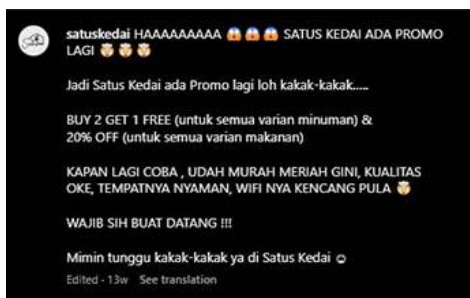 satuskedai HAAAAAAAAA 😱 😱 😱 SATUS KEDAI ADA PROMO
LAGI 🤯 🤯 🤯
Jadi Satus Kedai ada Promo lagi loh kakak-kakak.....
BUY 2 GET 1 FREE (untuk semua varian minuman) &
20% OFF (untuk semua varian makanan)
KAPAN LAGI COBA , UDAH MURAH MERIAH GINI, KUALITAS
OKE, TEMPATNYA NYAMAN, WIFI NYA KENCANG PULA 🤯
WAJIB SIH BUAT DATANG !!!
Mimin tunggu kakak-kakak ya di Satus Kedai ☺
Edited · 13w See translation